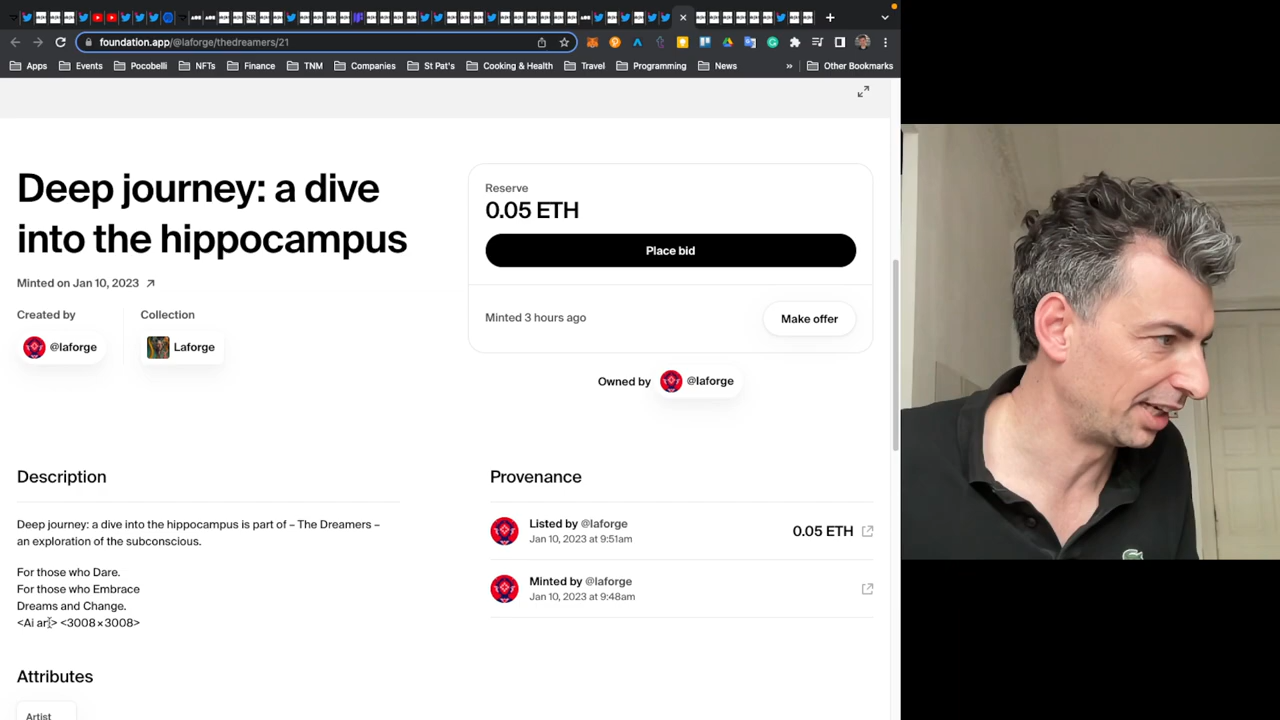 foundation.app/@laforge/thedreamers/21
Apps
Events
Pocobelli
NFTs
Finance
TNM
Companies
St Pat's
Cooking & Health
Travel
Programming
News
»
Other Bookmarks
Deep journey: a dive
into the hippocampus
Minted on Jan 10, 2023
Created by
Collection
@laforge
Laforge
Reserve
0.05 ETH
Place bid
Minted 3 hours ago
Make offer
Owned by @laforge
Description
Deep journey: a dive into the hippocampus is part of – The Dreamers –
an exploration of the subconscious.
For those who Dare.
For those who Embrace
Dreams and Change.
<Ai art> <3008×3008>
Attributes
Artist
Provenance
Listed by @laforge
Jan 10, 2023 at 9:51am
0.05 ETH
Minted by @laforge
Jan 10, 2023 at 9:48am